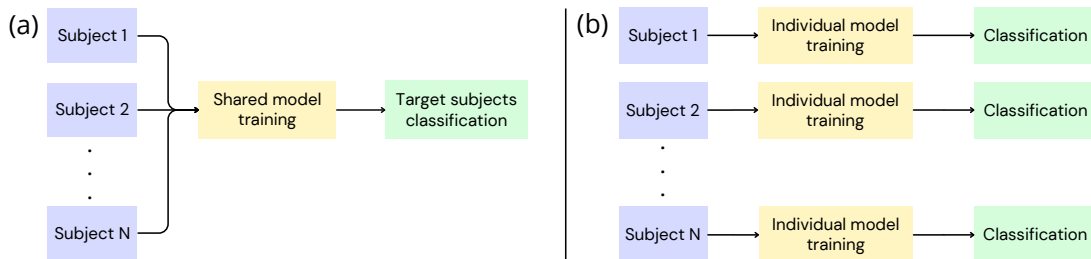 (a)
Subject 1
Subject 2
Subject N
Shared model
training
Target subjects
classification
(b)
Subject 1
Individual model
training
Classification
Subject 2
Individual model
training
Classification
Subject N
Individual model
training
Classification